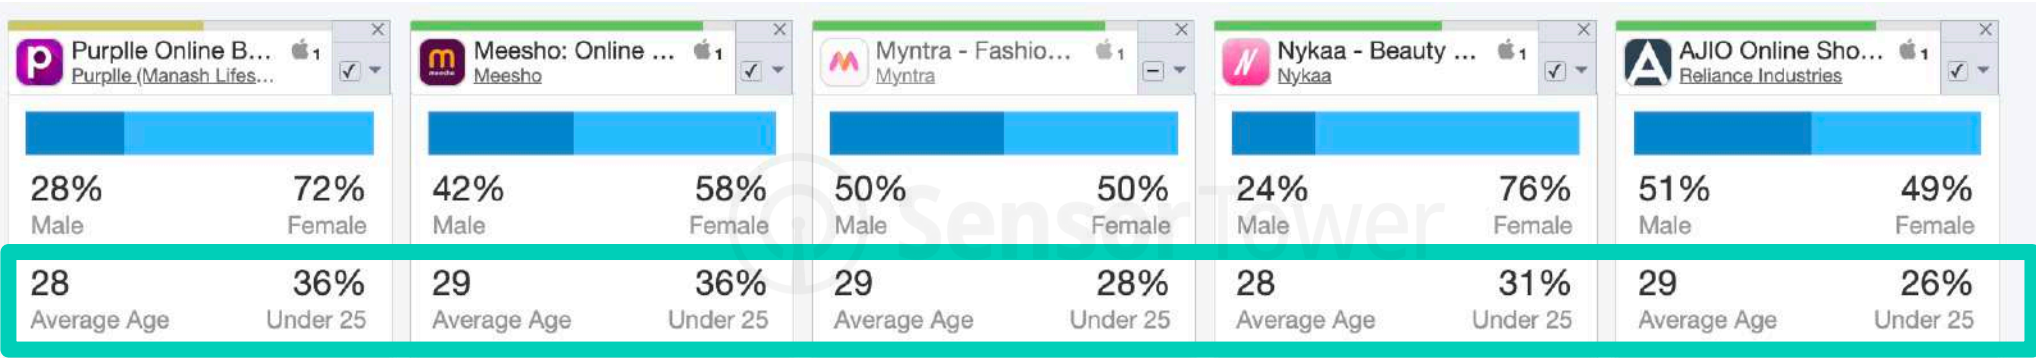 Purplle Online B... 1
Purplle (Manash Lifes...
28% 72%
Male Female
28 36%
Average Age Under 25
Meesho: Online ... 1
Meesho
meesho
42% 58%
Male Female
29 36%
Average Age Under 25
Myntra - Fashio... 1
Myntra
50% 50%
Male Female
29 28%
Average Age Under 25
Nykaa - Beauty ... 1
Nykaa
24% 76%
Male Female
28 31%
Average Age Under 25
AJIO Online Sho... 1
Reliance Industries
51% 49%
Male Female
29 26%
Average Age Under 25
SensorTower